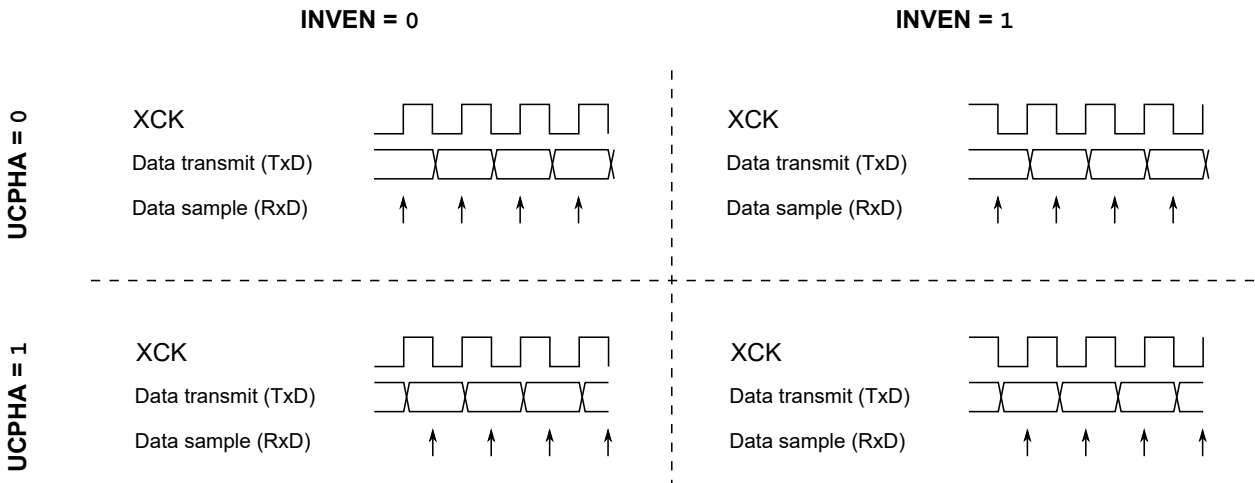 INVEN = 0
INVEN = 1
UCPHA = 0
XCK
Data transmit (TxD)
Data sample (RxD)
XCK
Data transmit (TxD)
Data sample (RxD)
UCPHA = 1
XCK
Data transmit (TxD)
Data sample (RxD)
XCK
Data transmit (TxD)
Data sample (RxD)